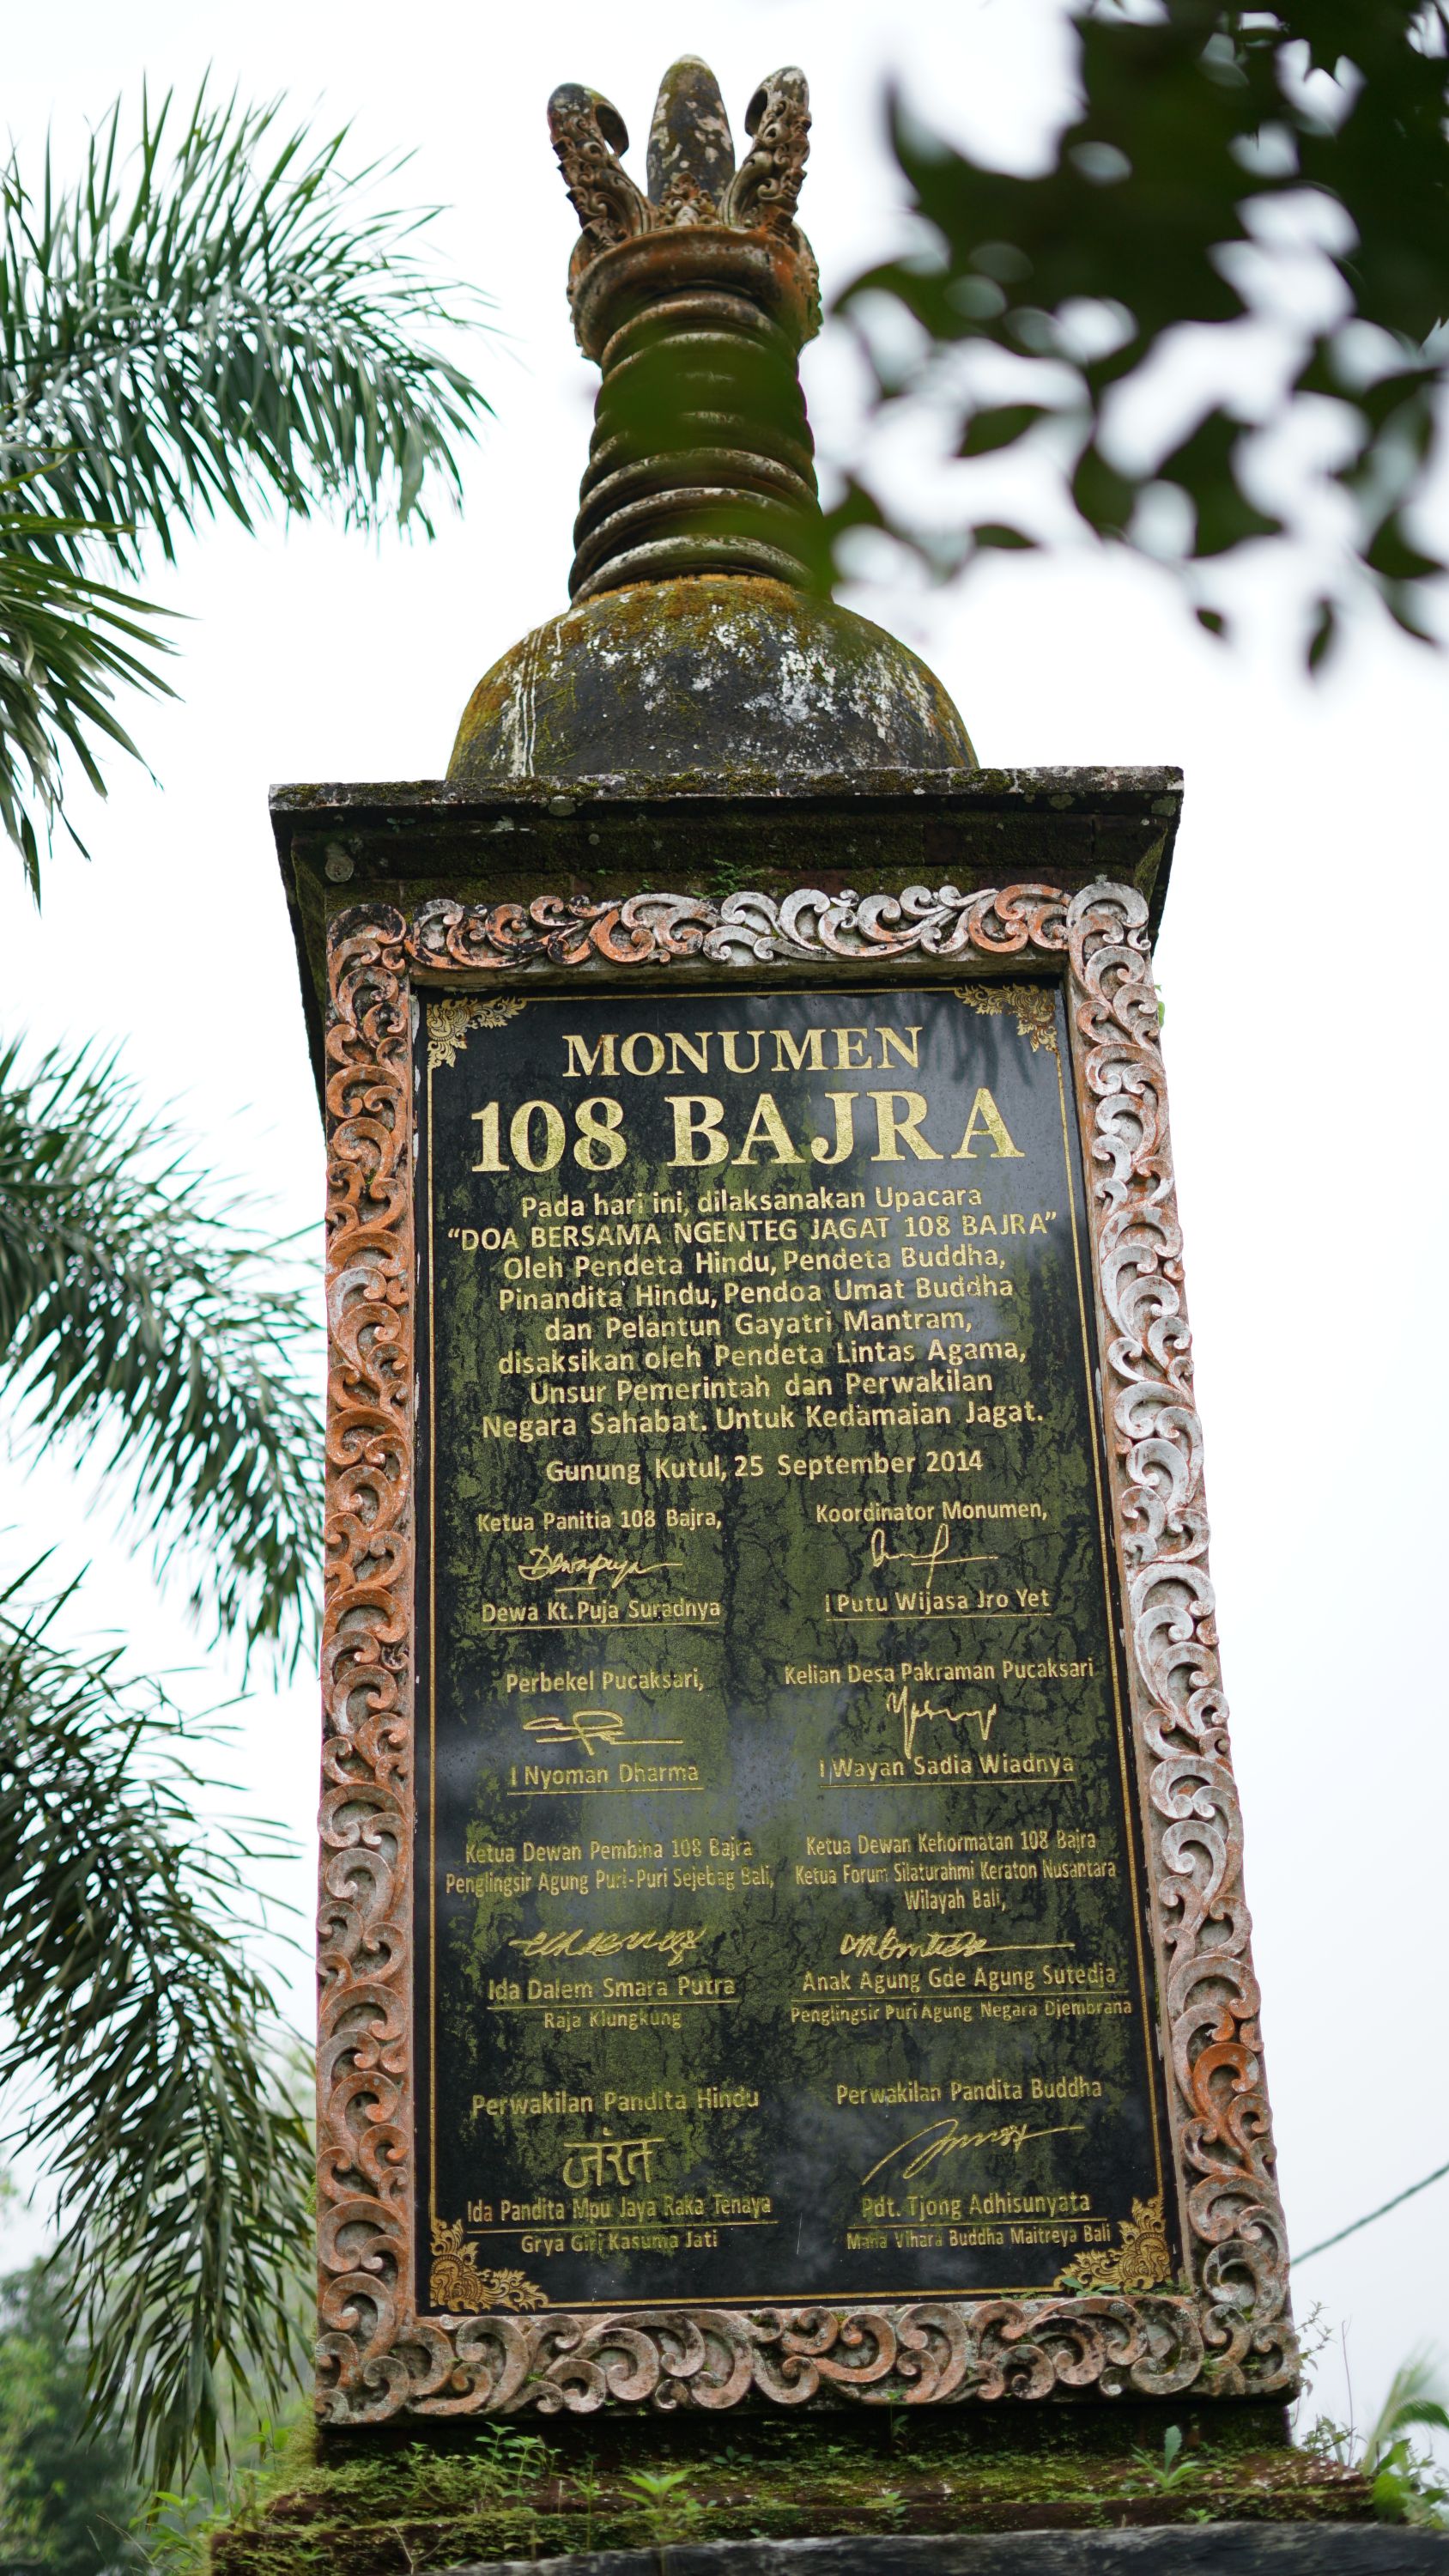 MONUMEN
108 BAJRA
Pada hari ini, dilaksanakan Upacara
“DOA BERSAMA NGENTEG JAGAT 108 BAJRA”
Oleh Pendeta Hindu, Pendeta Buddha,
Pinandita Hindu, Pendoa Umat Buddha
dan Pelantun Gayatri Mantram,
disaksikan oleh Pendeta Lintas Agama,
Unsur Pemerintah dan Perwakilan
Negara Sahabat. Untuk Kedamaian Jagat.
Gunung Kutul, 25 September 2014
Ketua Panitia 108 Bajra,
Dewa Kt. Puja Suradnya
Koordinator Monumen,
I Putu Wijasa Jro Yet
Perbekel Pucaksari,
I Nyoman Dharma
Kelian Desa Pakraman Pucaksari
I Wayan Sadia Wiadnya
Ketua Dewan Pembina 108 Bajra
Penglingsir Agung Puri-Puri Sejebag Bali,
Ida Dalem Smara Putra
Raja Klungkung
Ketua Dewan Kehormatan 108 Bajra
Ketua Forum Silaturahmi Keraton Nusantara
Wilayah Bali,
Anak Agung Gde Agung Sutedja
Penglingsir Puri Agung Negara Djembrana
Perwakilan Pandita Hindu
Ida Pandita Mpu Jaya Raka Tenaya
Grya Giri Kasuma Jati
Perwakilan Pandita Buddha
Pdt. Tjong Adhisunyata
Maha Vihara Buddha Maitreya Bali